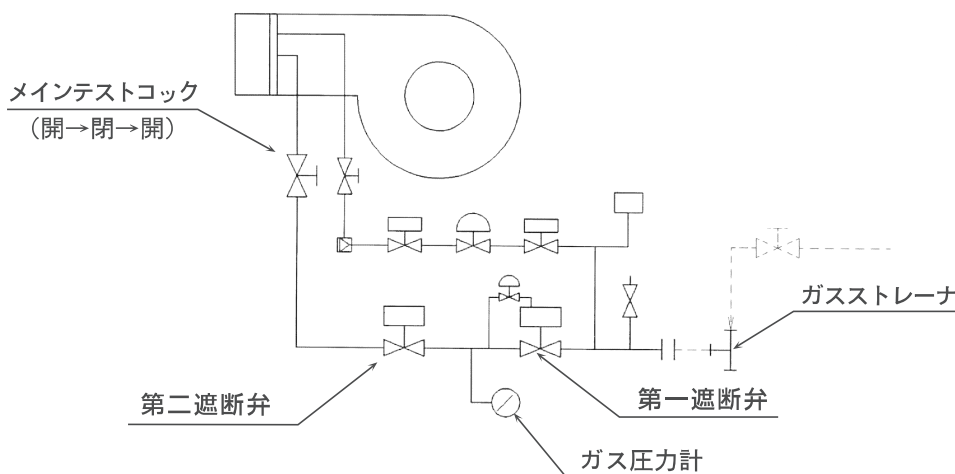 メインテストコック
（開→閉→開）
ガスストレーナ
第二遮断弁
第一遮断弁
ガス圧力計